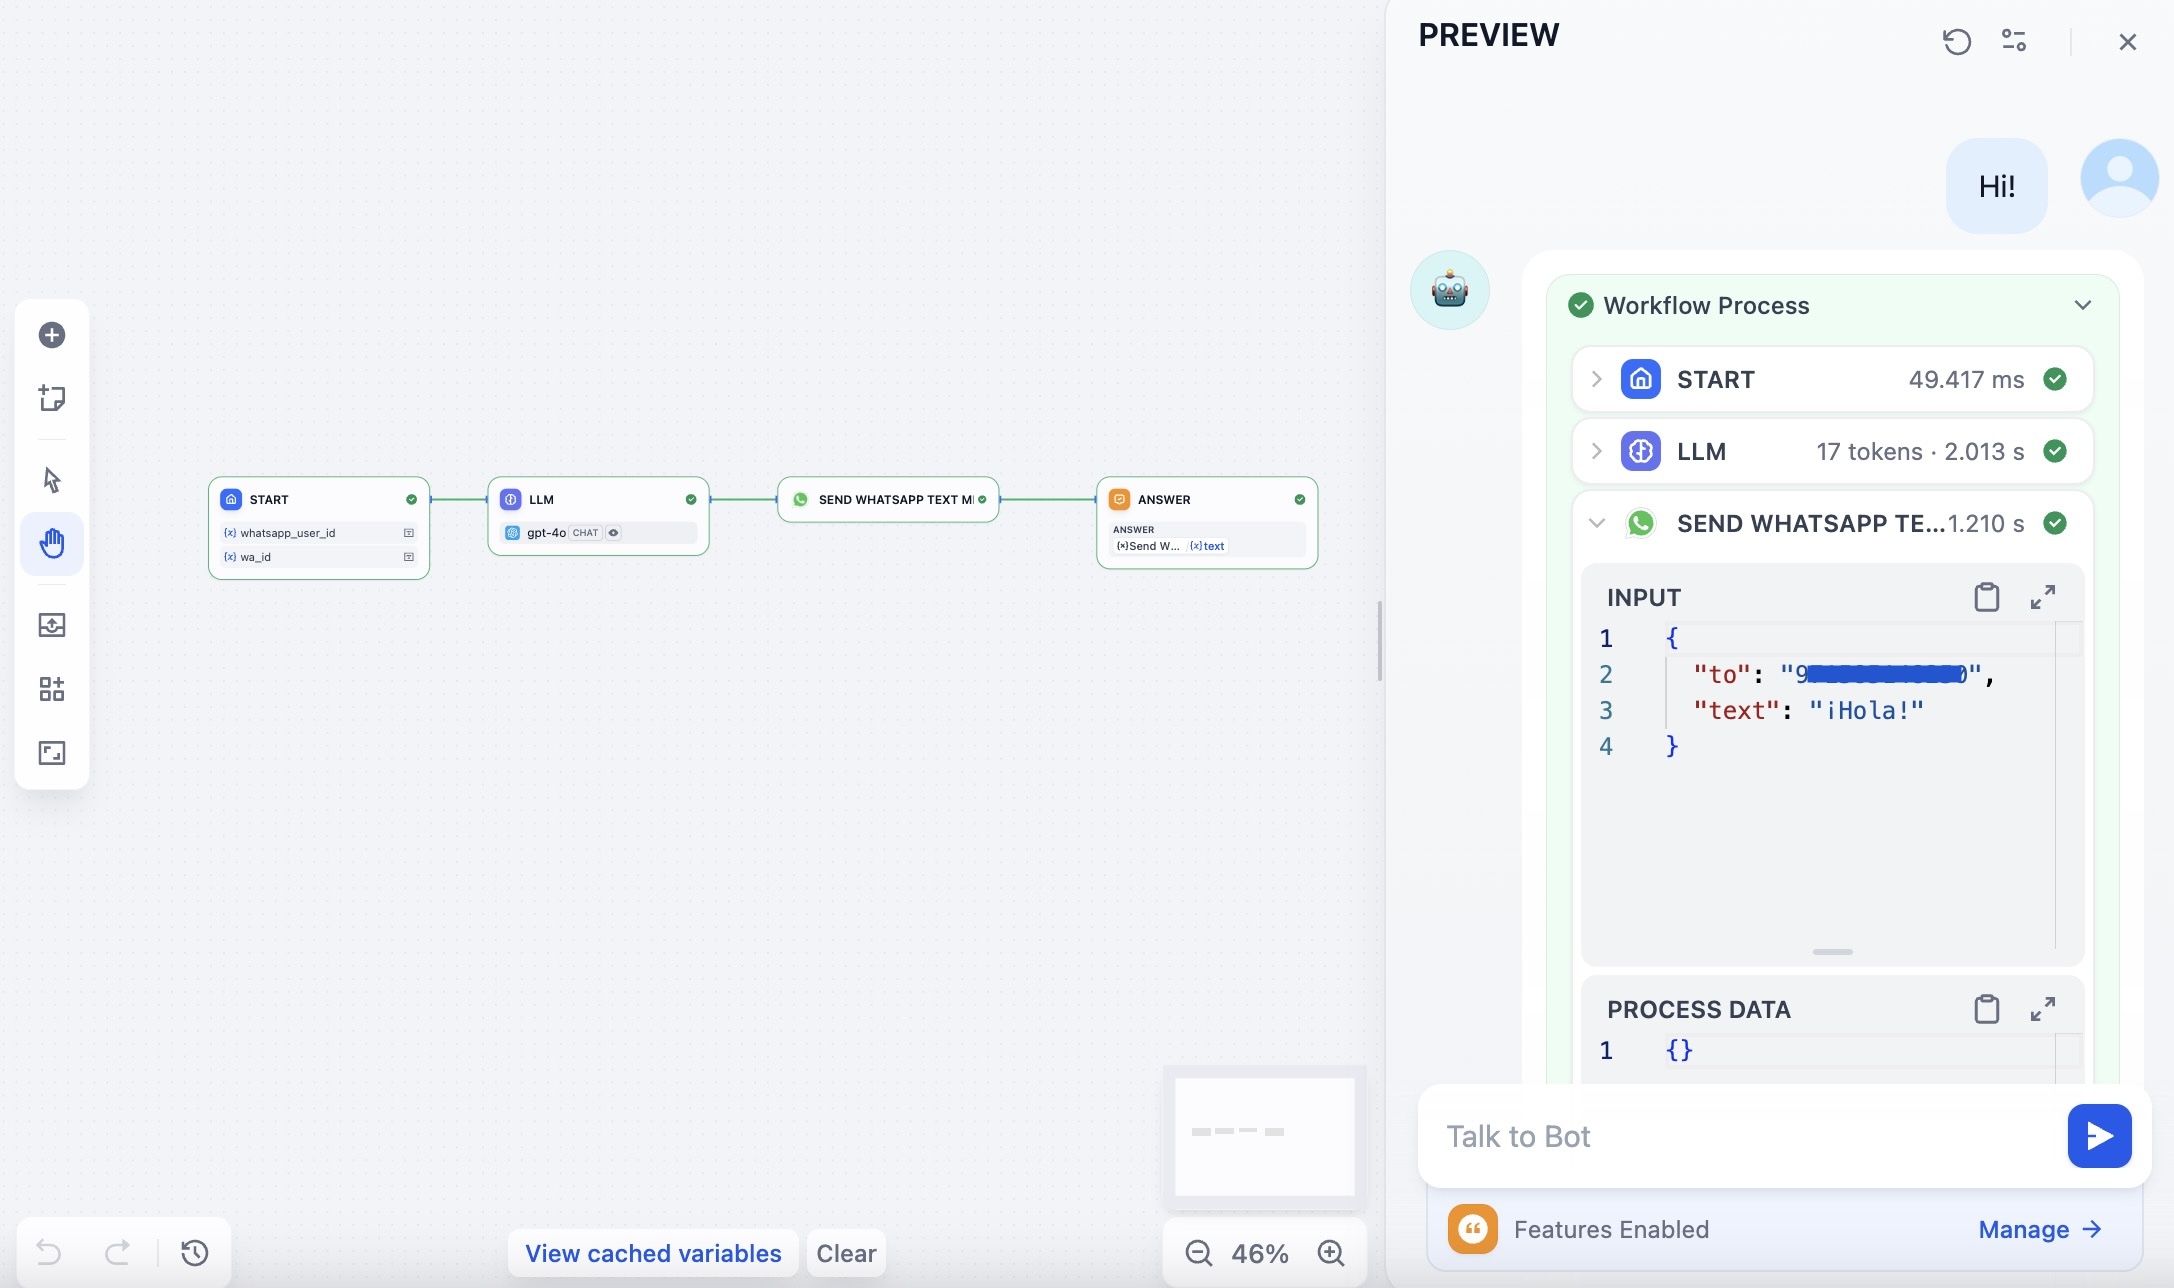 PREVIEW
Hi!
Workflow Process
START 49.417 ms
LLM 17 tokens · 2.013 s
SEND WHATSAPP TE...1.210 s
INPUT
1 {
2 "to": "9 0",
3 "text": "¡Hola!"
4 }
PROCESS DATA
1 {}
Talk to Bot
Features Enabled
Manage →
START
{x} whatsapp_user_id
{x} wa_id
LLM
gpt-4o CHAT
SEND WHATSAPP TEXT M
ANSWER
ANSWER
{x}Send W... / {x}text
View cached variables
Clear
46%